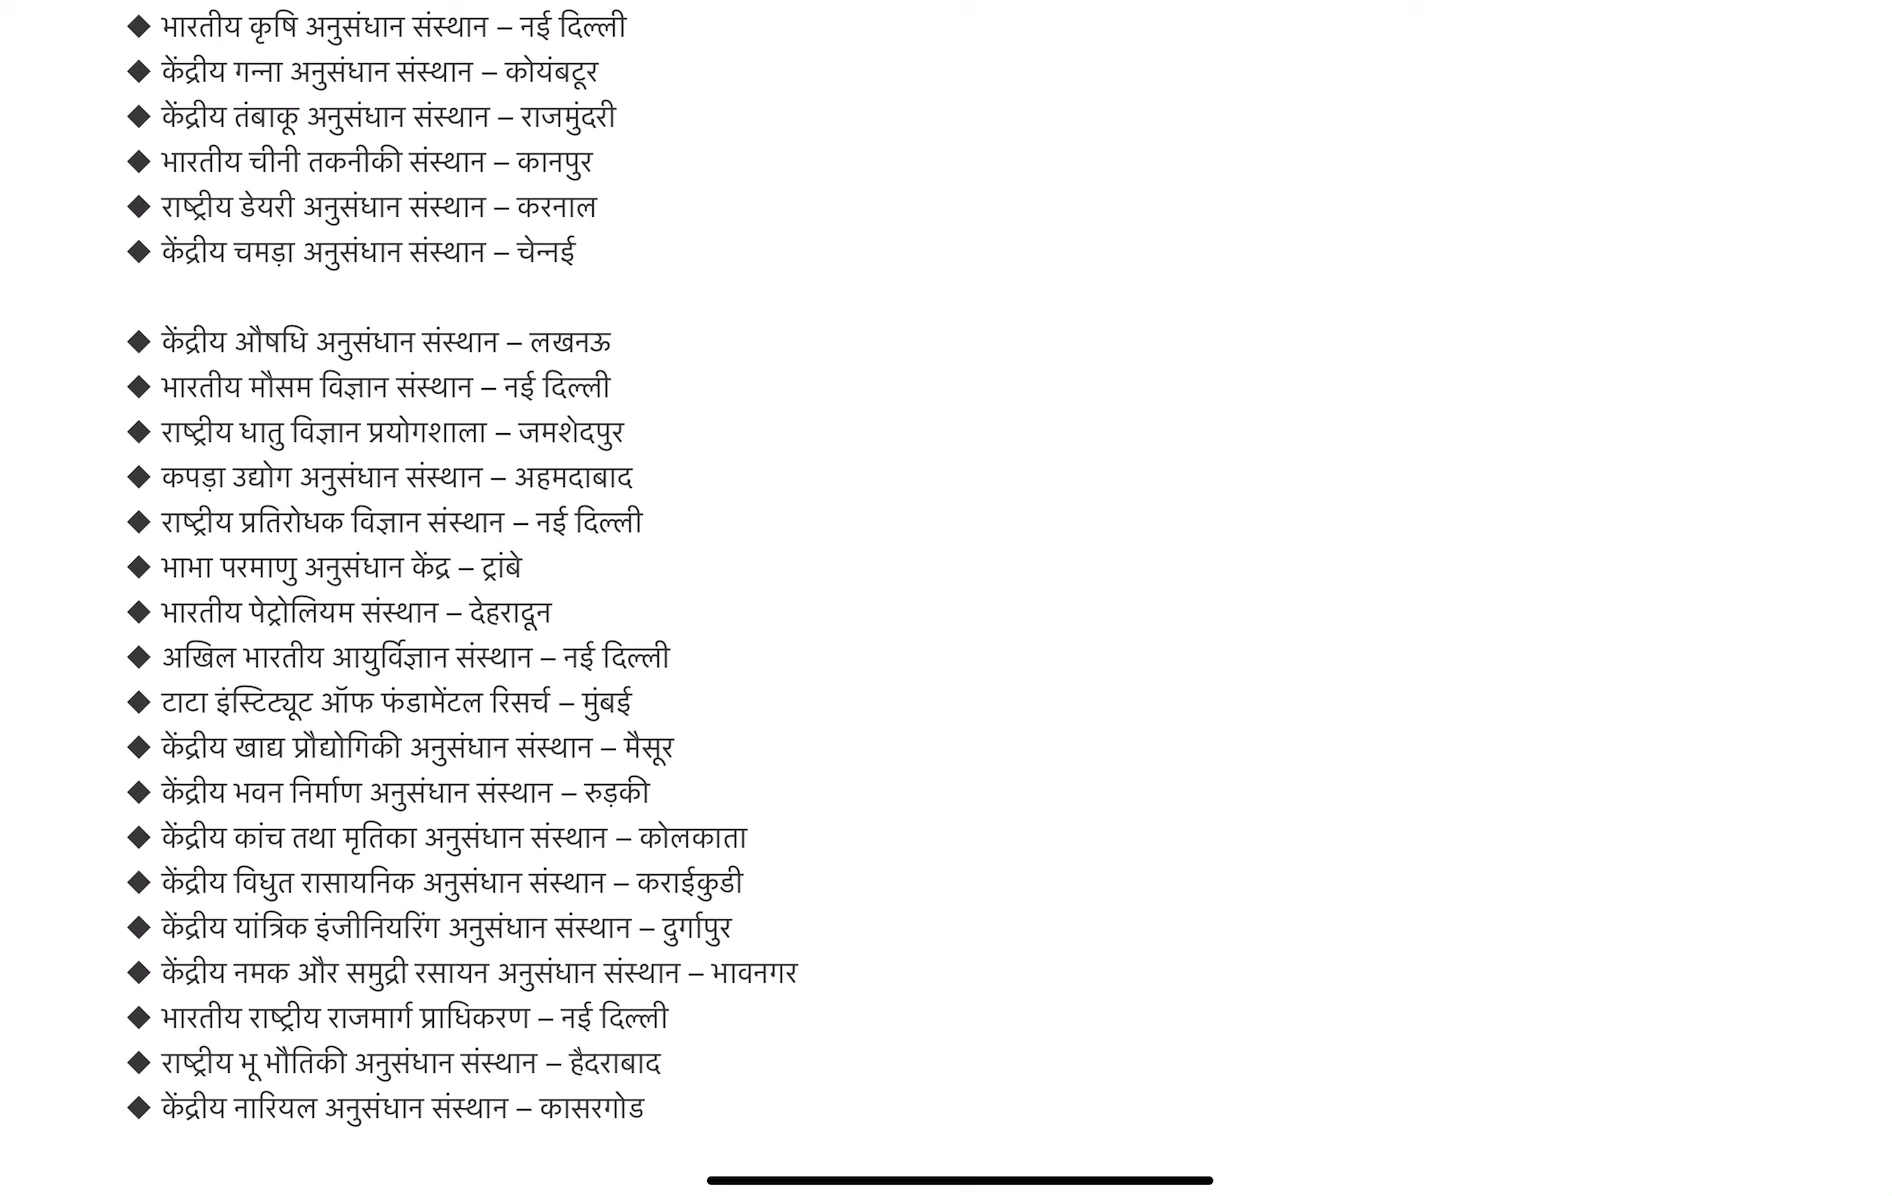 ◆ भारतीय कृषि अनुसंधान संस्थान – नई दिल्ली
◆ केंद्रीय गन्ना अनुसंधान संस्थान – कोयंबटूर
◆ केंद्रीय तंबाकू अनुसंधान संस्थान – राजमुंदरी
◆ भारतीय चीनी तकनीकी संस्थान – कानपुर
◆ राष्ट्रीय डेयरी अनुसंधान संस्थान – करनाल
◆ केंद्रीय चमड़ा अनुसंधान संस्थान – चेन्नई
◆ केंद्रीय औषधि अनुसंधान संस्थान – लखनऊ
◆ भारतीय मौसम विज्ञान संस्थान – नई दिल्ली
◆ राष्ट्रीय धातु विज्ञान प्रयोगशाला – जमशेदपुर
◆ कपड़ा उद्योग अनुसंधान संस्थान – अहमदाबाद
◆ राष्ट्रीय प्रतिरोधक विज्ञान संस्थान – नई दिल्ली
◆ भाभा परमाणु अनुसंधान केंद्र – ट्रांबे
◆ भारतीय पेट्रोलियम संस्थान – देहरादून
◆ अखिल भारतीय आयुर्विज्ञान संस्थान – नई दिल्ली
◆ टाटा इंस्टिट्यूट ऑफ फंडामेंटल रिसर्च – मुंबई
◆ केंद्रीय खाद्य प्रौद्योगिकी अनुसंधान संस्थान – मैसूर
◆ केंद्रीय भवन निर्माण अनुसंधान संस्थान – रुड़की
◆ केंद्रीय कांच तथा मृतिका अनुसंधान संस्थान – कोलकाता
◆ केंद्रीय विधुत रासायनिक अनुसंधान संस्थान – कराईकुडी
◆ केंद्रीय यांत्रिक इंजीनियरिंग अनुसंधान संस्थान – दुर्गापुर
◆ केंद्रीय नमक और समुद्री रसायन अनुसंधान संस्थान – भावनगर
◆ भारतीय राष्ट्रीय राजमार्ग प्राधिकरण – नई दिल्ली
◆ राष्ट्रीय भू भौतिकी अनुसंधान संस्थान – हैदराबाद
◆ केंद्रीय नारियल अनुसंधान संस्थान – कासरगोड